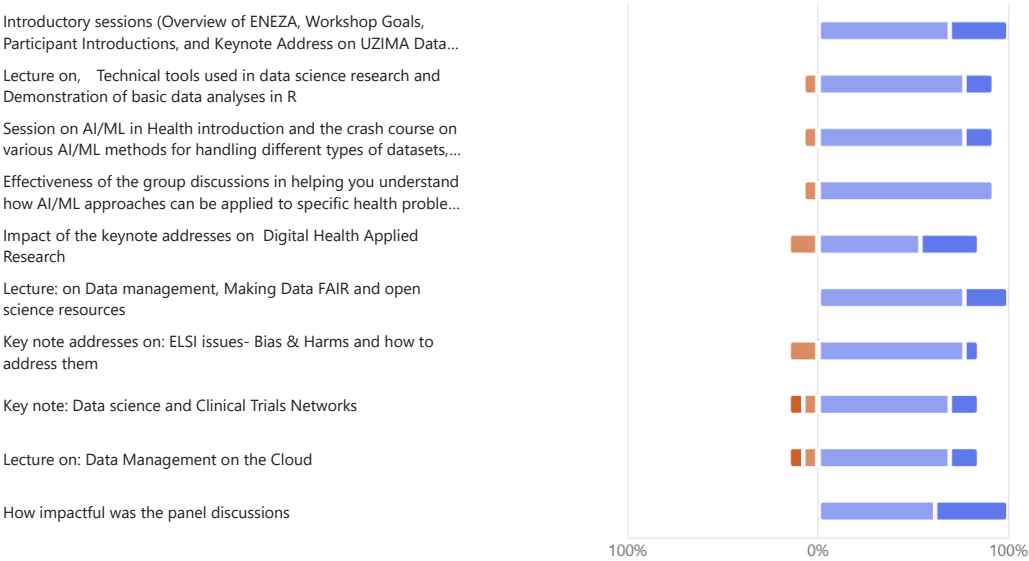 Introductory sessions (Overview of ENEZA, Workshop Goals,
Participant Introductions, and Keynote Address on UZIMA Data...
Lecture on,   Technical tools used in data science research and
Demonstration of basic data analyses in R
Session on AI/ML in Health introduction and the crash course on
various AI/ML methods for handling different types of datasets,...
Effectiveness of the group discussions in helping you understand
how AI/ML approaches can be applied to specific health proble...
Impact of the keynote addresses on  Digital Health Applied
Research
Lecture: on Data management, Making Data FAIR and open
science resources
Key note addresses on: ELSI issues- Bias & Harms and how to
address them
Key note: Data science and Clinical Trials Networks
Lecture on: Data Management on the Cloud
How impactful was the panel discussions
100% 0% 100%